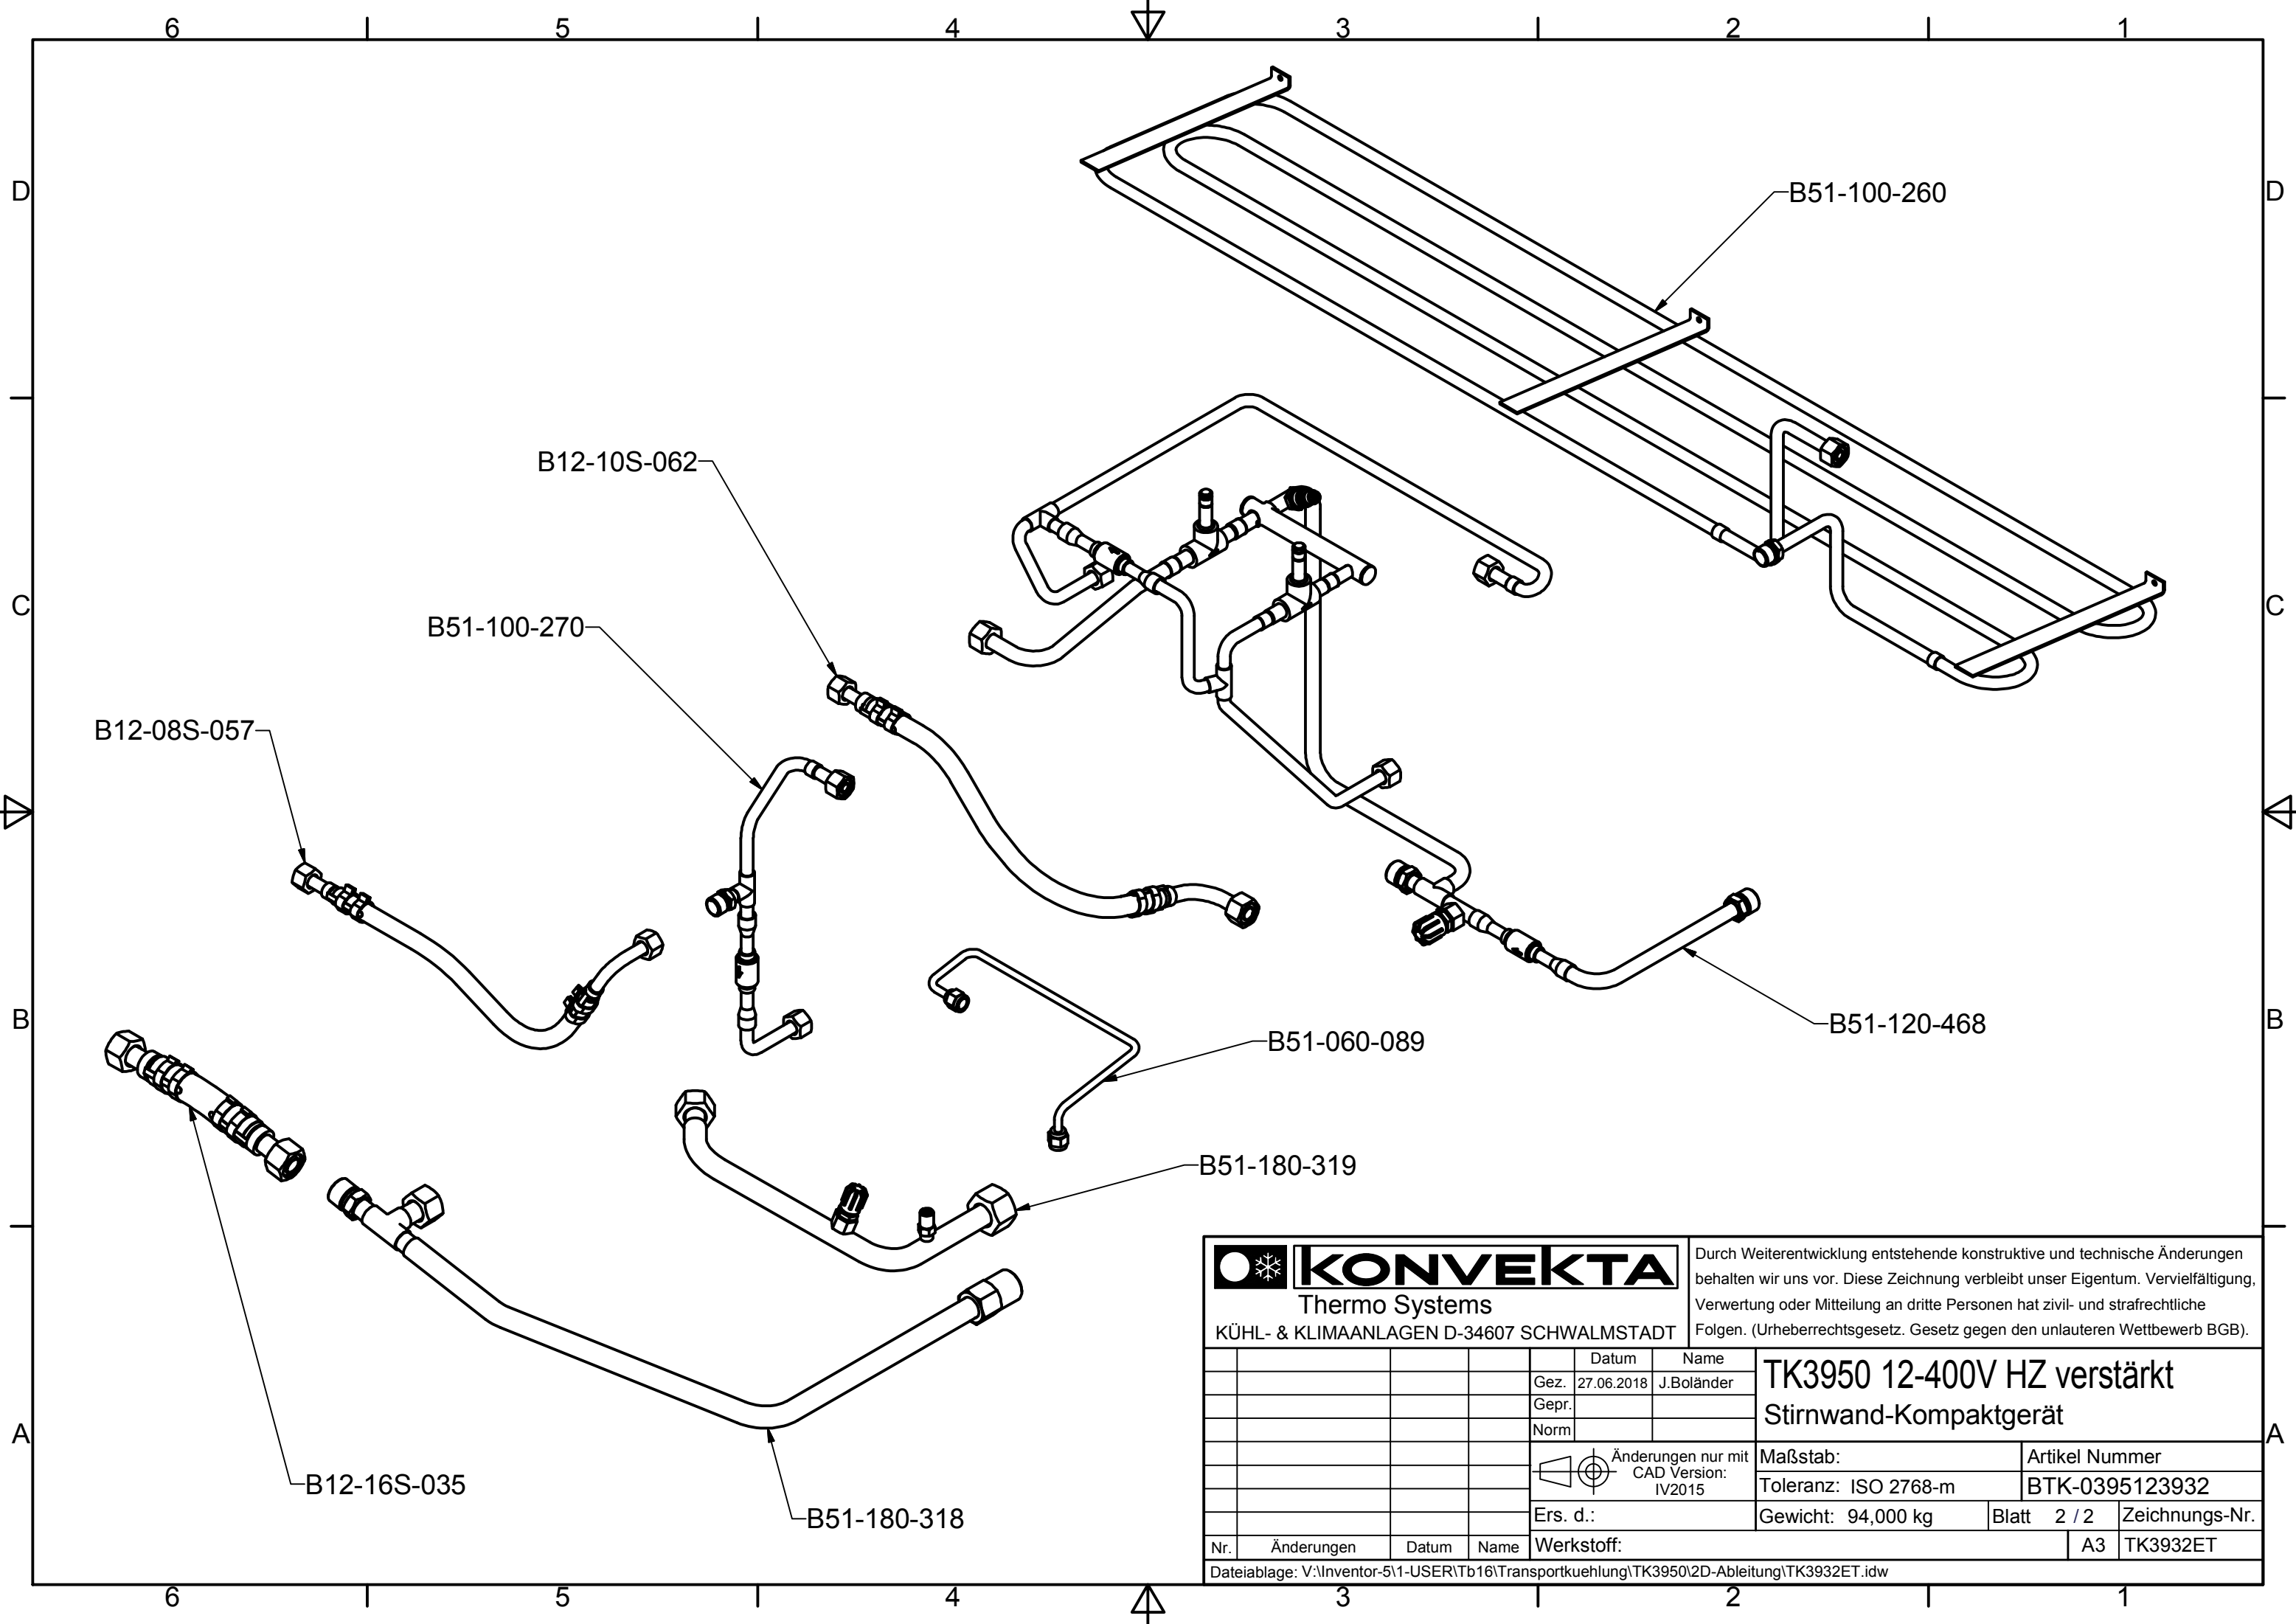 6 5 4 3 2 1
D D
B51-100-260
B12-10S-062
C C
B51-100-270
B12-08S-057
B B
B51-120-468
B51-060-089
B51-180-319
A A
B12-16S-035
B51-180-318
KONVEKTA
Thermo Systems
KÜHL- & KLIMAANLAGEN D-34607 SCHWALMSTADT
Durch Weiterentwicklung entstehende konstruktive und technische Änderungen
behalten wir uns vor. Diese Zeichnung verbleibt unser Eigentum. Vervielfältigung,
Verwertung oder Mitteilung an dritte Personen hat zivil- und strafrechtliche
Folgen. (Urheberrechtsgesetz. Gesetz gegen den unlauteren Wettbewerb BGB).
Datum Name
Gez. 27.06.2018 J.Boländer
Gepr.
Norm
TK3950 12-400V HZ verstärkt
Stirnwand-Kompaktgerät
Änderungen nur mit
CAD Version:
IV2015
Maßstab:
Artikel Nummer
Toleranz: ISO 2768-m
BTK-0395123932
Ers. d.:
Gewicht: 94,000 kg
Blatt 2 / 2
Zeichnungs-Nr.
Nr. Änderungen Datum Name
Werkstoff:
A3 TK3932ET
Dateiablage: V:\Inventor-5\1-USER\Tb16\Transportkuehlung\TK3950\2D-Ableitung\TK3932ET.idw
6 5 4 3 2 1